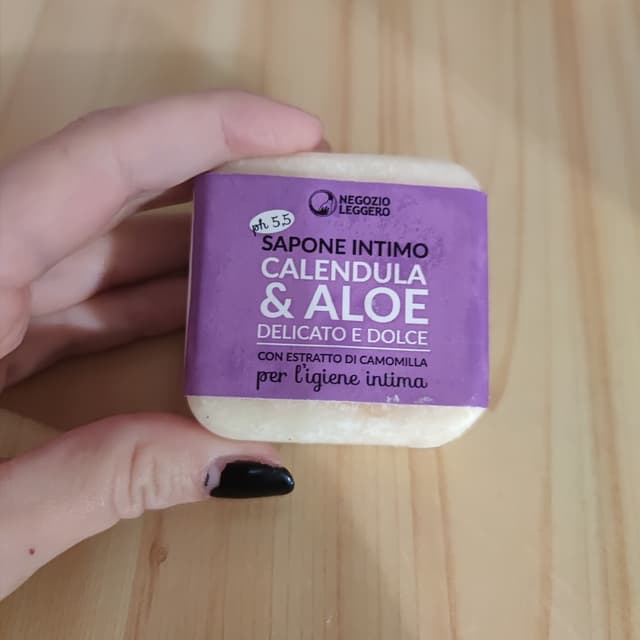 NEGOZIO
LEGGERO
ph 5.5
SAPONE INTIMO
CALENDULA
& ALOE
DELICATO E DOLCE
CON ESTRATTO DI CAMOMILLA
per l'igiene intima